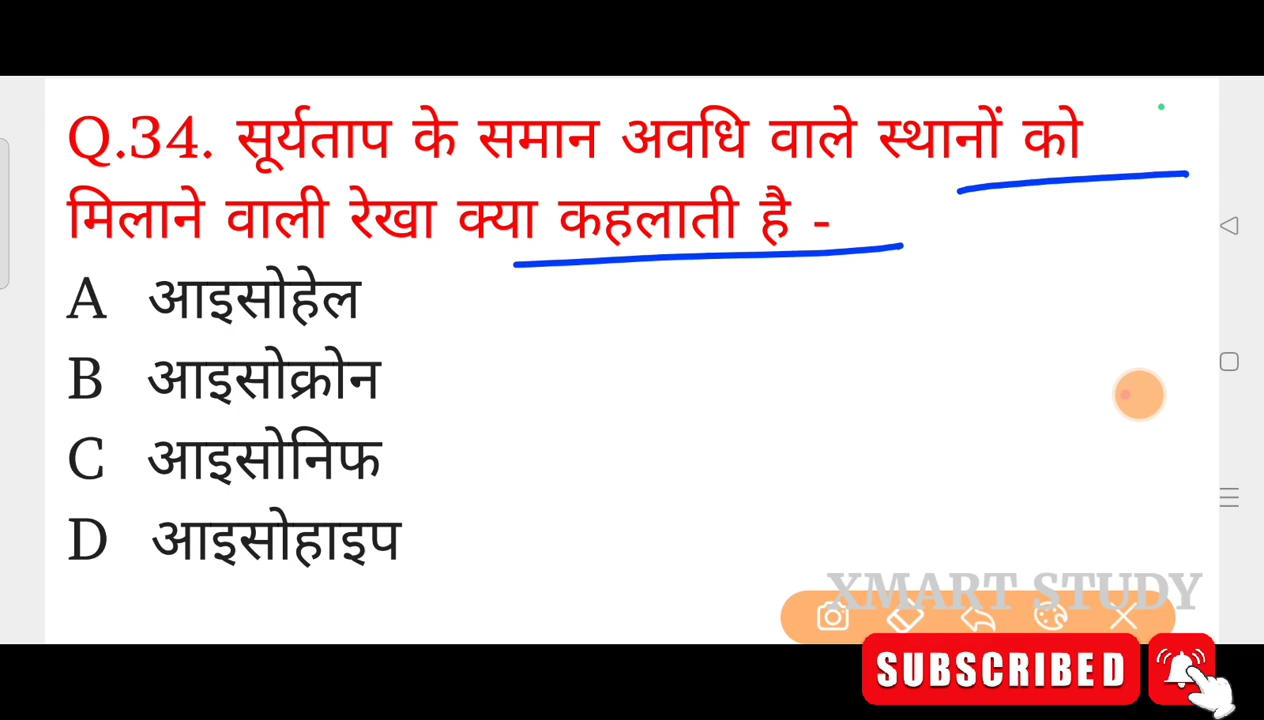 Q.34. सूर्यताप के समान अवधि वाले स्थानों को
मिलाने वाली रेखा क्या कहलाती है -
A आइसोहेल
B आइसोक्रोन
C आइसोनिफ
D आइसोहाइप
XMART STUDY
SUBSCRIBED